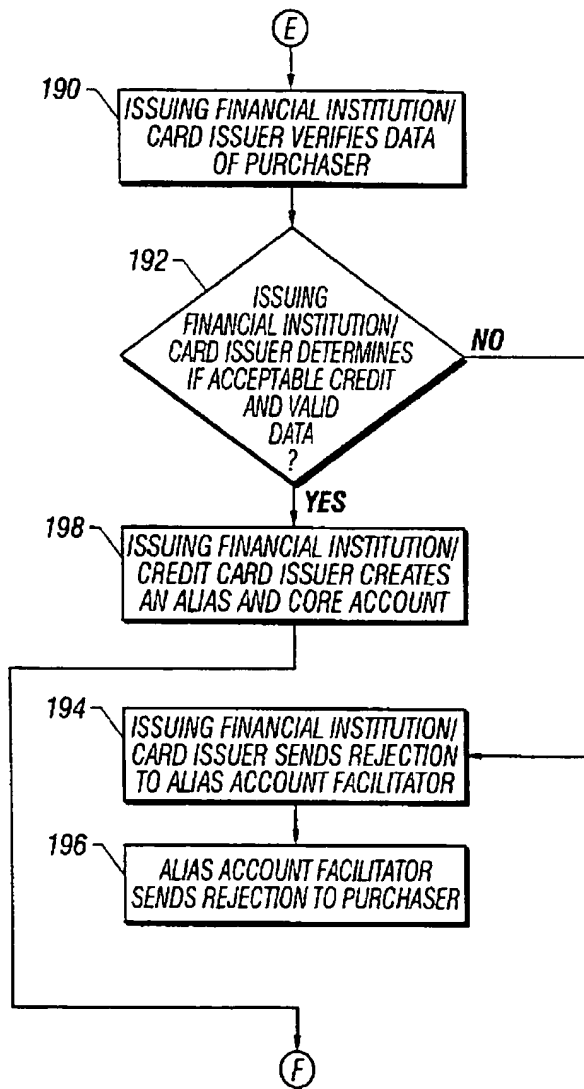 E
190
ISSUING FINANCIAL INSTITUTION/
CARD ISSUER VERIFIES DATA
OF PURCHASER
192
ISSUING
FINANCIAL INSTITUTION/
CARD ISSUER DETERMINES
IF ACCEPTABLE CREDIT
AND VALID
DATA
?
NO
YES
198
ISSUING FINANCIAL INSTITUTION/
CREDIT CARD ISSUER CREATES
AN ALIAS AND CORE ACCOUNT
194
ISSUING FINANCIAL INSTITUTION/
CARD ISSUER SENDS REJECTION
TO ALIAS ACCOUNT FACILITATOR
196
ALIAS ACCOUNT FACILITATOR
SENDS REJECTION TO PURCHASER
F